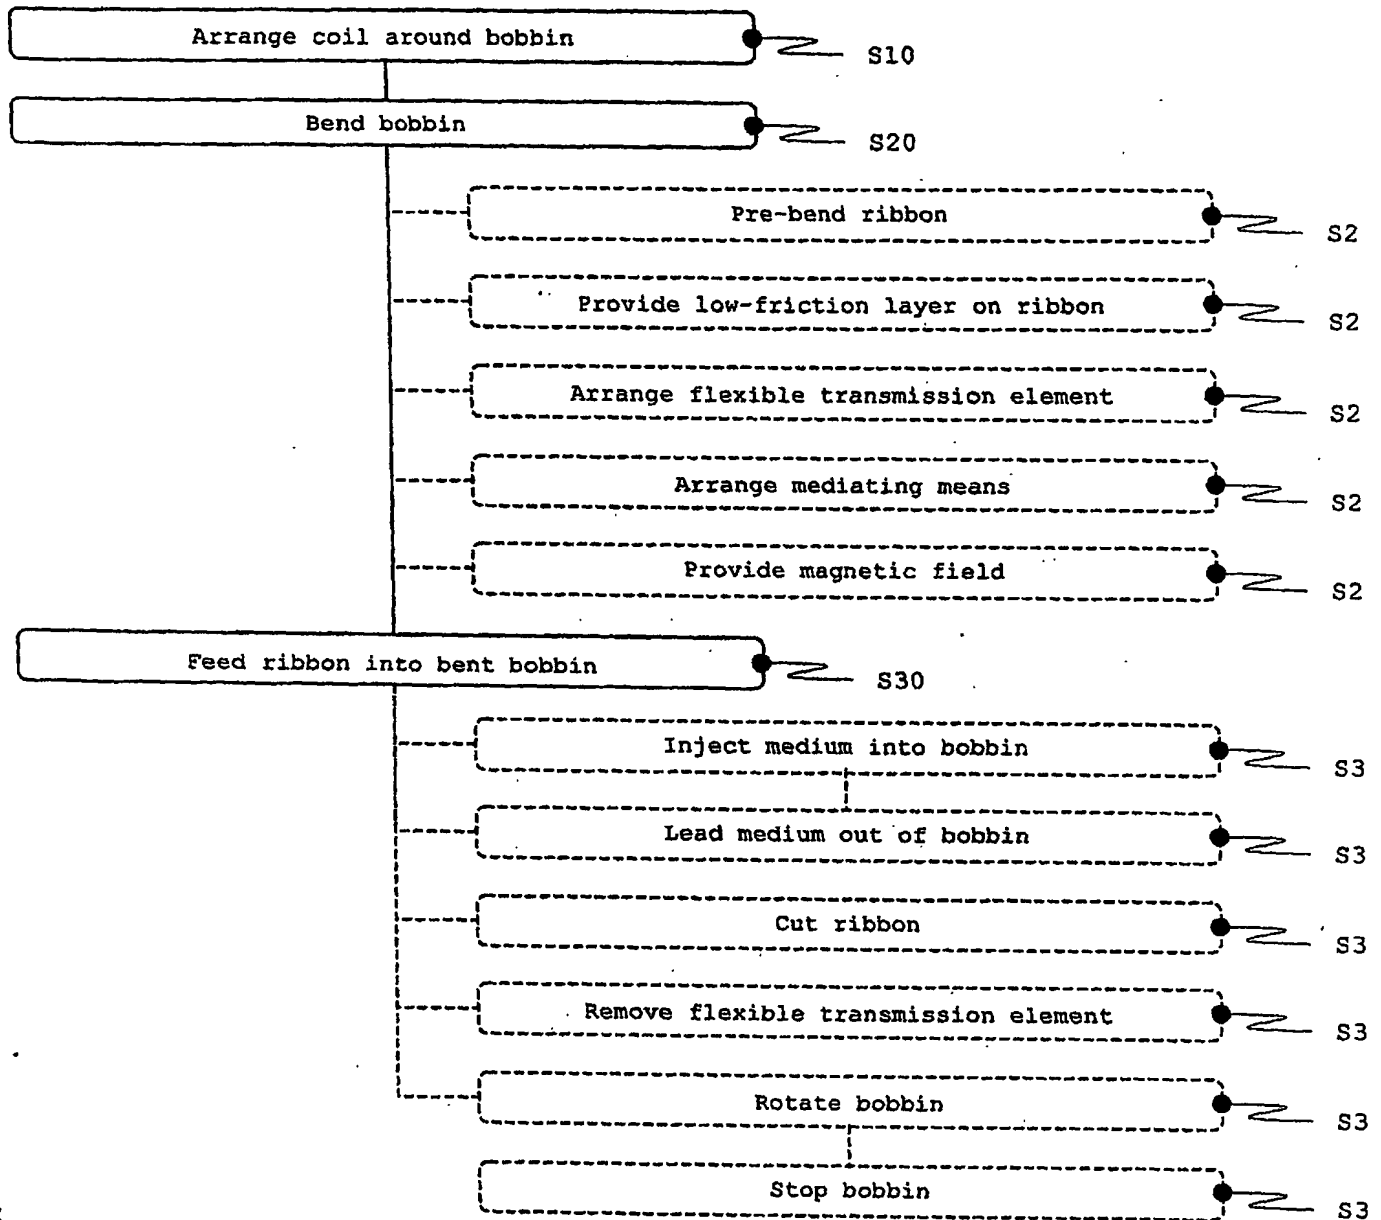 Arrange coil around bobbin
S10
Bend bobbin
S20
Pre-bend ribbon
S2
Provide low-friction layer on ribbon
S2
Arrange flexible transmission element
S2
Arrange mediating means
S2
Provide magnetic field
S2
Feed ribbon into bent bobbin
S30
Inject medium into bobbin
S3
Lead medium out of bobbin
S3
Cut ribbon
S3
Remove flexible transmission element
S3
Rotate bobbin
S3
Stop bobbin
S3